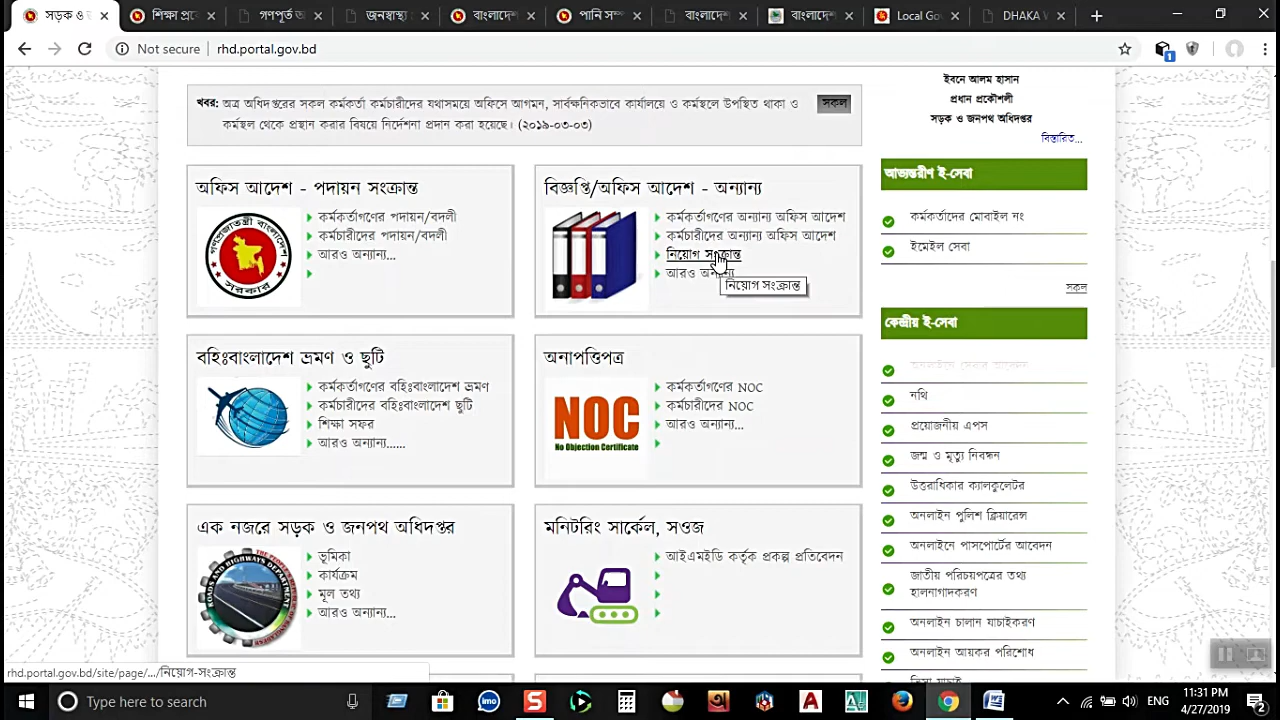 সড়ক ও
শিক্ষা প্র
গণপূর্ত অ
জনস্বাস্থ্য
বাংলাদে
পানি সম্প
বাংলাদে
বাংলাদে
Local Go
DHAKA W
Not secure
rhd.portal.gov.bd
খবর: অত্র অধিদপ্তরের সকল কর্মকর্তা কর্মচারীদের যথাসময়ে অফিসে আগমন, সার্বক্ষনিকভাবে কার্যালয়ে ও কর্মস্থলে উপস্থিত থাকা ও
কর্মস্থল থেকে প্রস্থান করার বিষয়ে নির্দেশনা প্রদান করা হয়েছে। (২০১৯-০৩-০৩)
সকল
ইবনে আলম হাসান
প্রধান প্রকৌশলী
সড়ক ও জনপথ অধিদপ্তর
বিস্তারিত...
অফিস আদেশ - পদায়ন সংক্রান্ত
কর্মকর্তাগণের পদায়ন/বদলী
কর্মচারীদের পদায়ন/বদলী
আরও অন্যান্য...
বিজ্ঞপ্তি/অফিস আদেশ - অন্যান্য
কর্মকর্তাগণের অন্যান্য অফিস আদেশ
কর্মচারীদের অন্যান্য অফিস আদেশ
নিয়োগ সংক্রান্ত
আরও অন্যান্য
নিয়োগ সংক্রান্ত
আভ্যন্তরীণ ই-সেবা
কর্মকর্তাদের মোবাইল নং
ইমেইল সেবা
সকল
বহিঃবাংলাদেশ ভ্রমণ ও ছুটি
কর্মকর্তাগণের বহিঃবাংলাদেশ ভ্রমণ
কর্মচারীদের বহিঃবাংলাদেশ ছুটি
শিক্ষা সফর
আরও অন্যান্য......
অনাপত্তিপত্র
NOC
No Objection Certificate
কর্মকর্তাগণের NOC
কর্মচারীদের NOC
আরও অন্যান্য...
কেন্দ্রীয় ই-সেবা
নথি
প্রয়োজনীয় এপস
জন্ম ও মৃত্যু নিবন্ধন
উত্তরাধিকার ক্যালকুলেটর
অনলাইন পুলিশ ক্লিয়ারেন্স
অনলাইনে পাসপোর্টের আবেদন
জাতীয় পরিচয়পত্রের তথ্য
হালনাগাদকরণ
অনলাইন চালান যাচাইকরণ
অনলাইন আয়কর পরিশোধ
ভিসা যাচাই
এক নজরে সড়ক ও জনপথ অধিদপ্তর
ভূমিকা
কার্যক্রম
মূল তথ্য
আরও অন্যান্য...
মনিটরিং সার্কেল, সওজ
আইএমইডি কর্তৃক প্রকল্প প্রতিবেদন
rhd.portal.gov.bd/site/page/.../নিয়োগ-সংক্রান্ত
Type here to search
ENG
11:31 PM
4/27/2019